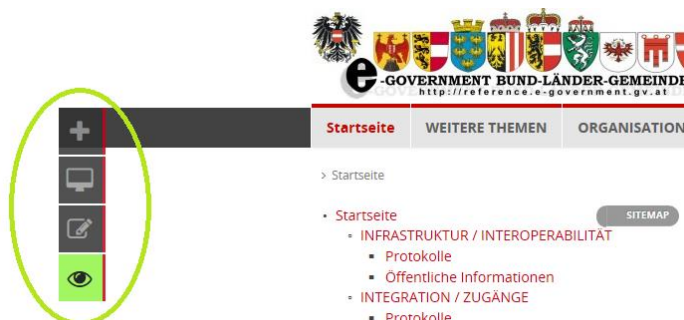 e-GOVERNMENT BUND-LÄNDER-GEMEINDE
http://reference.e-government.gv.at
Startseite WEITERE THEMEN ORGANISATION
> Startseite
• Startseite SITEMAP
INFRASTRUKTUR / INTEROPERABILITÄT
Protokolle
Öffentliche Informationen
INTEGRATION / ZUGÄNGE
Protokolle